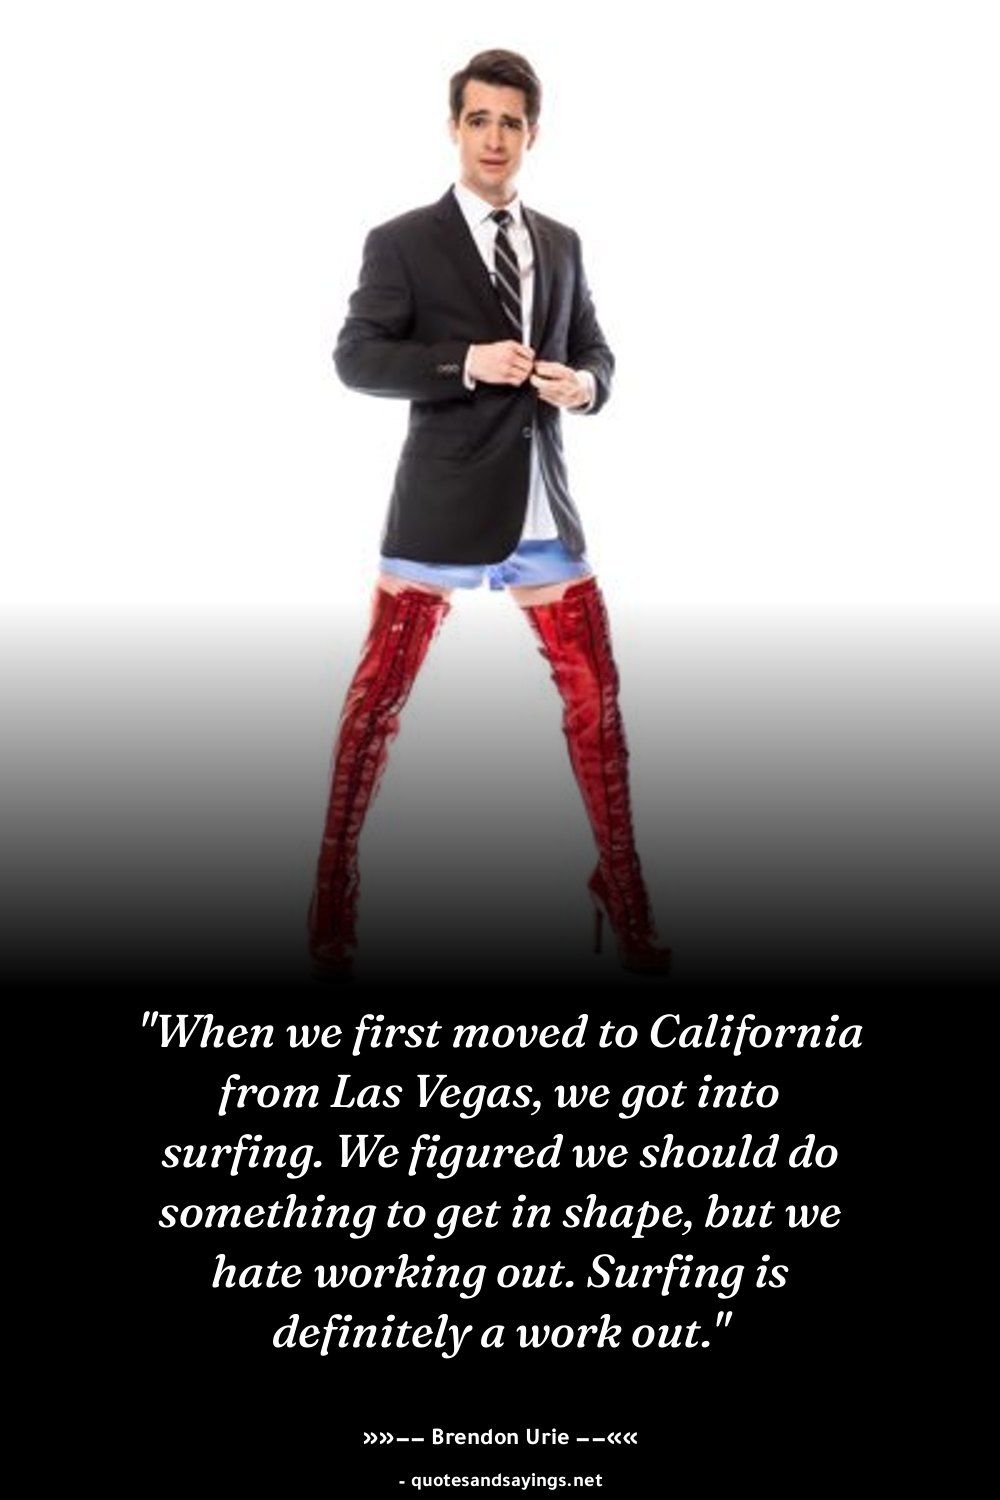 "When we first moved to California
from Las Vegas, we got into
surfing. We figured we should do
something to get in shape, but we
hate working out. Surfing is
definitely a work out."
»»−− Brendon Urie −−««
- quotesandsayings.net